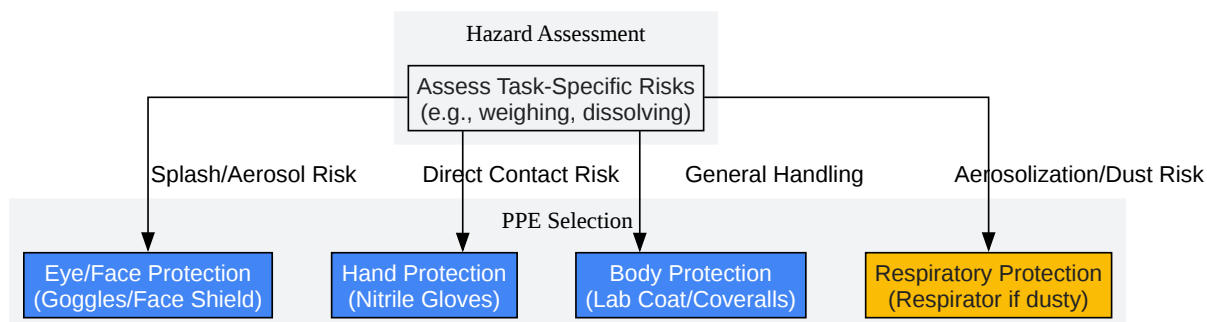 Hazard Assessment
Assess Task-Specific Risks
(e.g., weighing, dissolving)
Splash/Aerosol Risk
Direct Contact Risk
General Handling
Aerosolization/Dust Risk
PPE Selection
Eye/Face Protection
(Goggles/Face Shield)
Hand Protection
(Nitrile Gloves)
Body Protection
(Lab Coat/Coveralls)
Respiratory Protection
(Respirator if dusty)